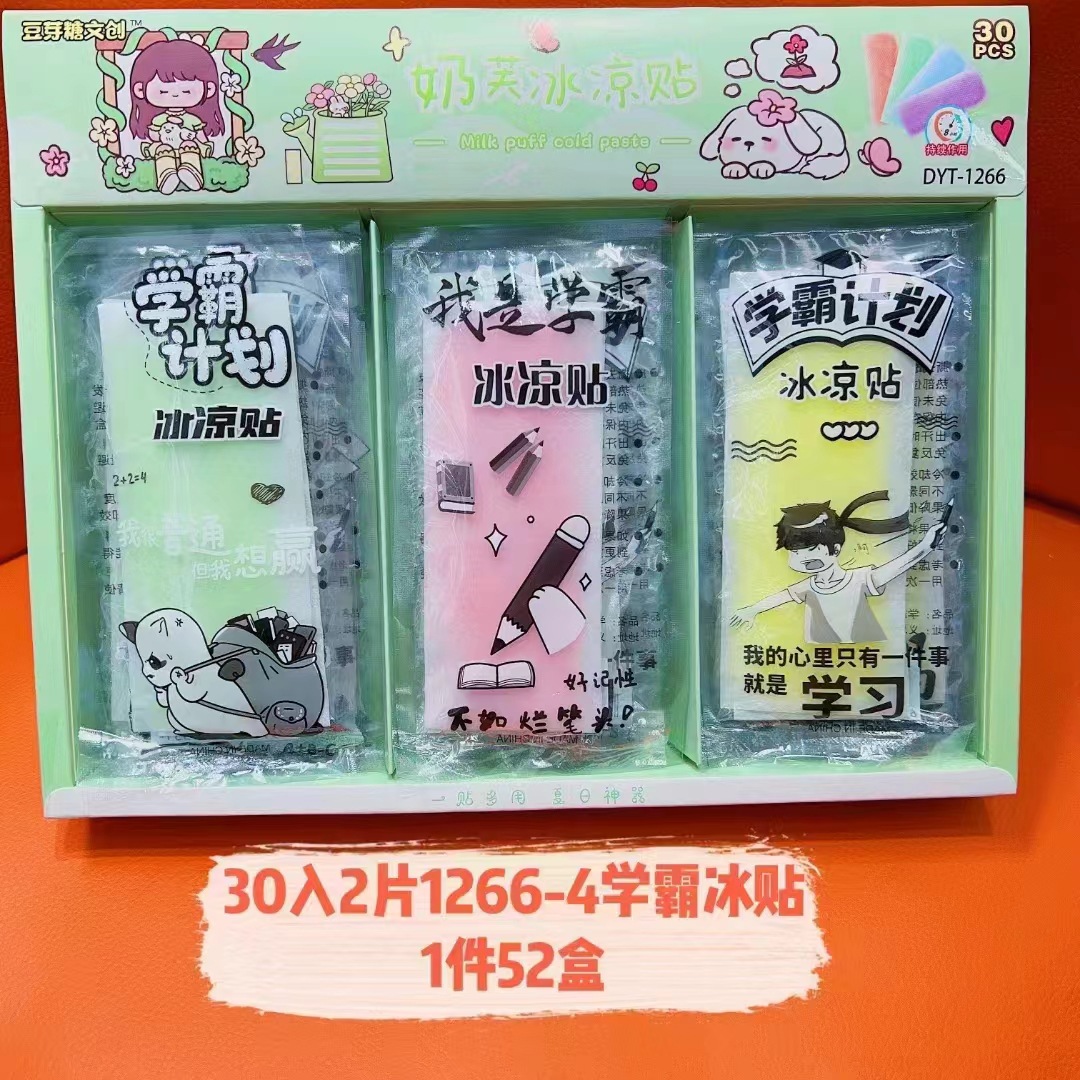 豆芽糖文创™
奶芙冰凉贴
Milk puff cold paste
30
PCS
持续作用
DYT-1266
学霸
计划
冰凉贴
2+2=4
我很普通
但我想赢
我是学霸
冰凉贴
好记性
不如烂笔头!
学霸计划
冰凉贴
我的心里只有一件事
就是 学习
一贴多用 夏日神器
30入2片1266-4学霸冰贴
1件52盒